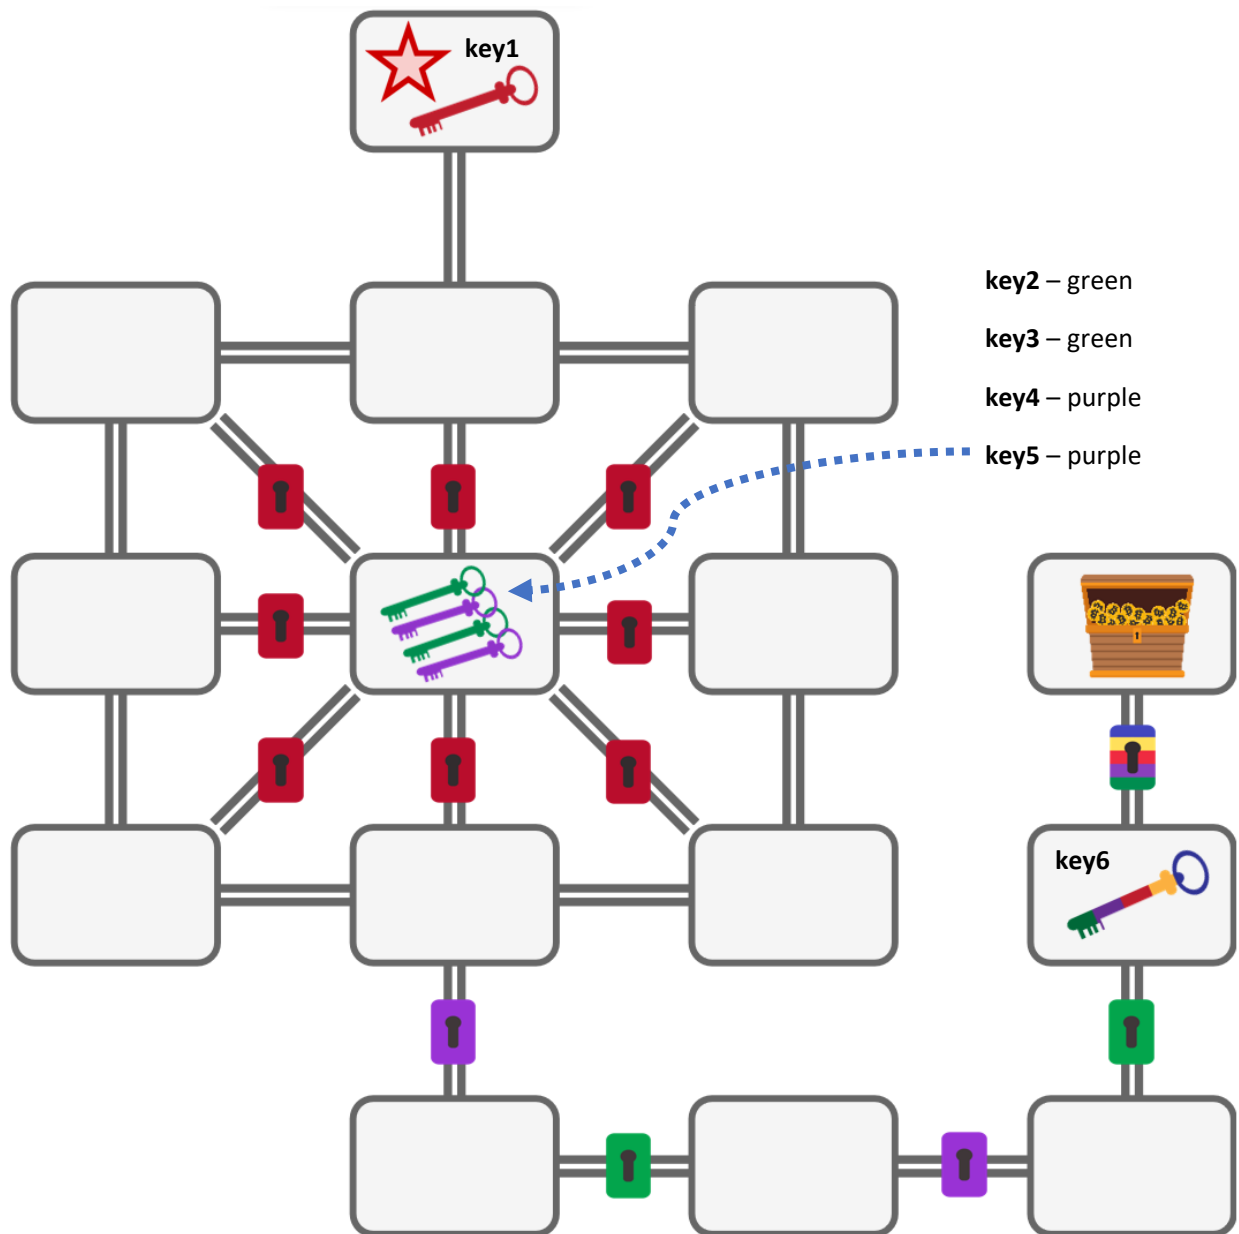 key1
key2 – green
key3 – green
key4 – purple
key5 – purple
key6